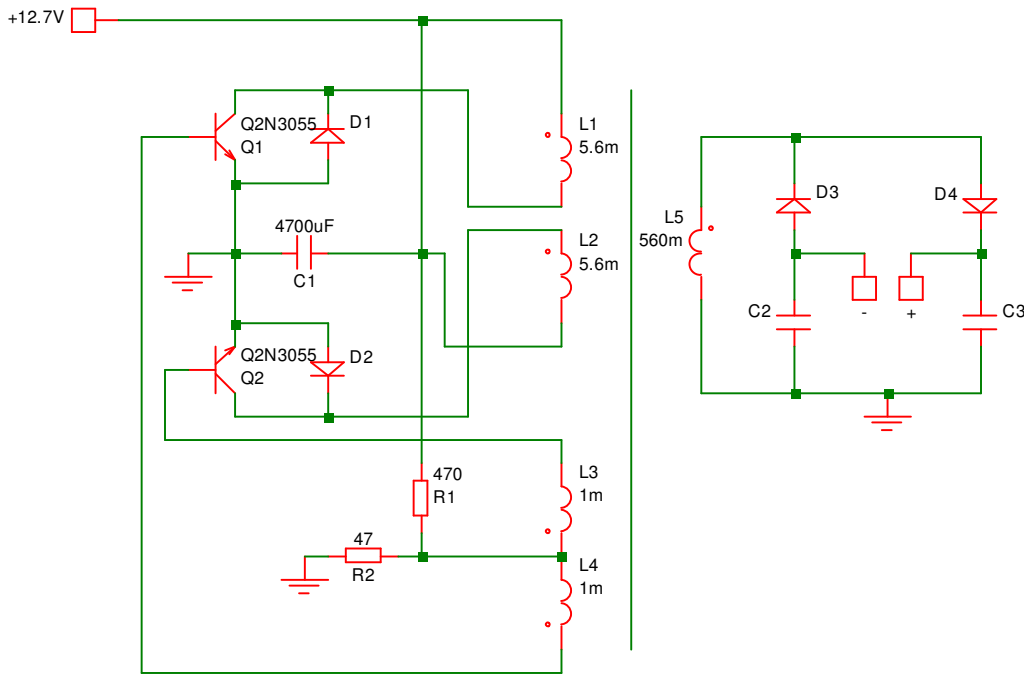 +12.7V
Q2N3055
Q1
D1
L1
5.6m
4700uF
C1
L2
5.6m
Q2N3055
Q2
D2
470
R1
47
R2
L3
1m
L4
1m
L5
560m
D3
D4
C2
-
+
C3